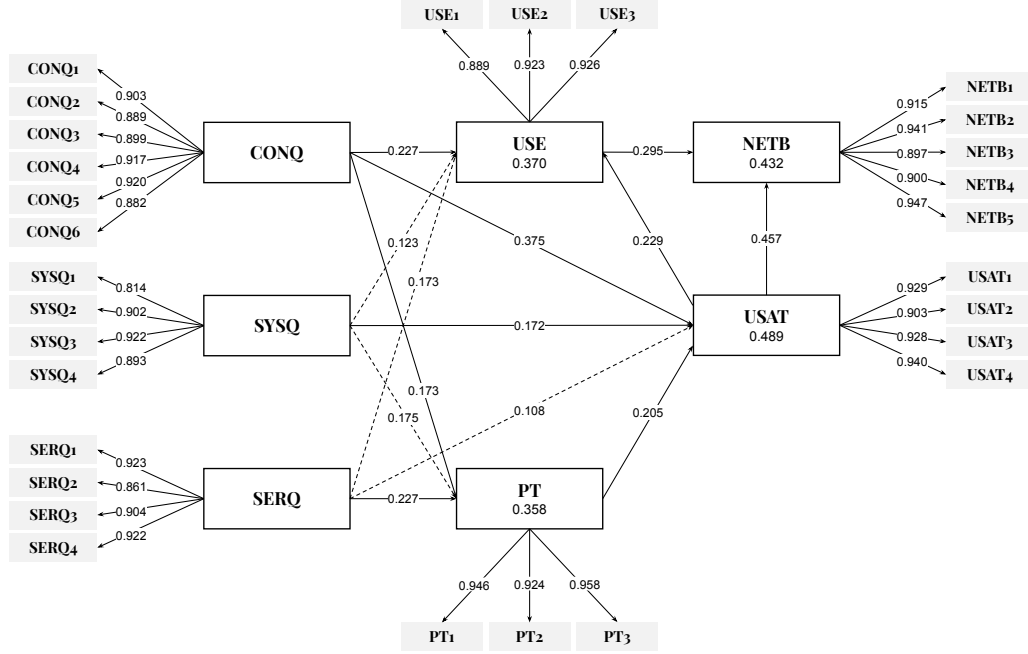 USE1 USE2 USE3
0.889 0.923 0.926
CONQ1
CONQ2
CONQ3
CONQ4
CONQ5
CONQ6
0.903
0.889
0.899
0.917
0.920
0.882
CONQ
0.227
USE
0.370
0.295
NETB
0.432
0.915
0.941
0.897
0.900
0.947
NETB1
NETB2
NETB3
NETB4
NETB5
0.123
0.375
0.229
0.457
0.173
SYSQ1
SYSQ2
SYSQ3
SYSQ4
0.814
0.902
0.922
0.893
SYSQ
0.172
USAT
0.489
0.929
0.903
0.928
0.940
USAT1
USAT2
USAT3
USAT4
0.173
0.175
0.108
0.205
SERQ1
SERQ2
SERQ3
SERQ4
0.923
0.861
0.904
0.922
SERQ
0.227
PT
0.358
0.946 0.924 0.958
PT1 PT2 PT3